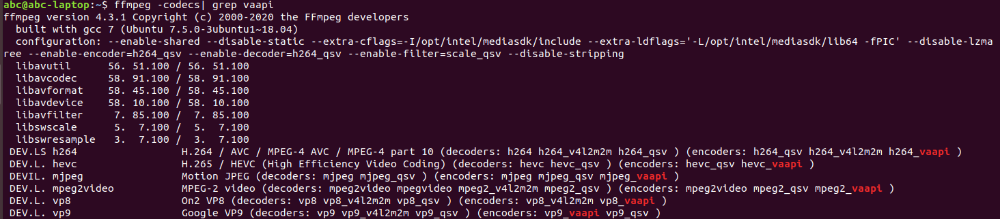 abc@abc-laptop:~$ ffmpeg -codecs| grep vaapi
ffmpeg version 4.3.1 Copyright (c) 2000-2020 the FFmpeg developers
  built with gcc 7 (Ubuntu 7.5.0-3ubuntu1~18.04)
  configuration: --enable-shared --disable-static --extra-cflags=-I/opt/intel/mediasdk/include --extra-ldflags='-L/opt/intel/mediasdk/lib64 -fPIC' --disable-lzma
ree --enable-encoder=h264_qsv --enable-decoder=h264_qsv --enable-filter=scale_qsv --disable-stripping
  libavutil      56. 51.100 / 56. 51.100
  libavcodec     58. 91.100 / 58. 91.100
  libavformat    58. 45.100 / 58. 45.100
  libavdevice    58. 10.100 / 58. 10.100
  libavfilter     7. 85.100 /  7. 85.100
  libswscale      5.  7.100 /  5.  7.100
  libswresample   3.  7.100 /  3.  7.100
 DEV.LS h264                 H.264 / AVC / MPEG-4 AVC / MPEG-4 part 10 (decoders: h264 h264_v4l2m2m h264_qsv ) (encoders: h264_qsv h264_v4l2m2m h264_vaapi )
 DEV.L. hevc                 H.265 / HEVC (High Efficiency Video Coding) (decoders: hevc hevc_qsv ) (encoders: hevc_qsv hevc_vaapi )
 DEVIL. mjpeg                Motion JPEG (decoders: mjpeg mjpeg_qsv ) (encoders: mjpeg mjpeg_qsv mjpeg_vaapi )
 DEV.L. mpeg2video           MPEG-2 video (decoders: mpeg2video mpegvideo mpeg2_v4l2m2m mpeg2_qsv ) (encoders: mpeg2video mpeg2_qsv mpeg2_vaapi )
 DEV.L. vp8                  On2 VP8 (decoders: vp8 vp8_v4l2m2m vp8_qsv ) (encoders: vp8_v4l2m2m vp8_vaapi )
 DEV.L. vp9                  Google VP9 (decoders: vp9 vp9_v4l2m2m vp9_qsv ) (encoders: vp9_vaapi vp9_qsv )